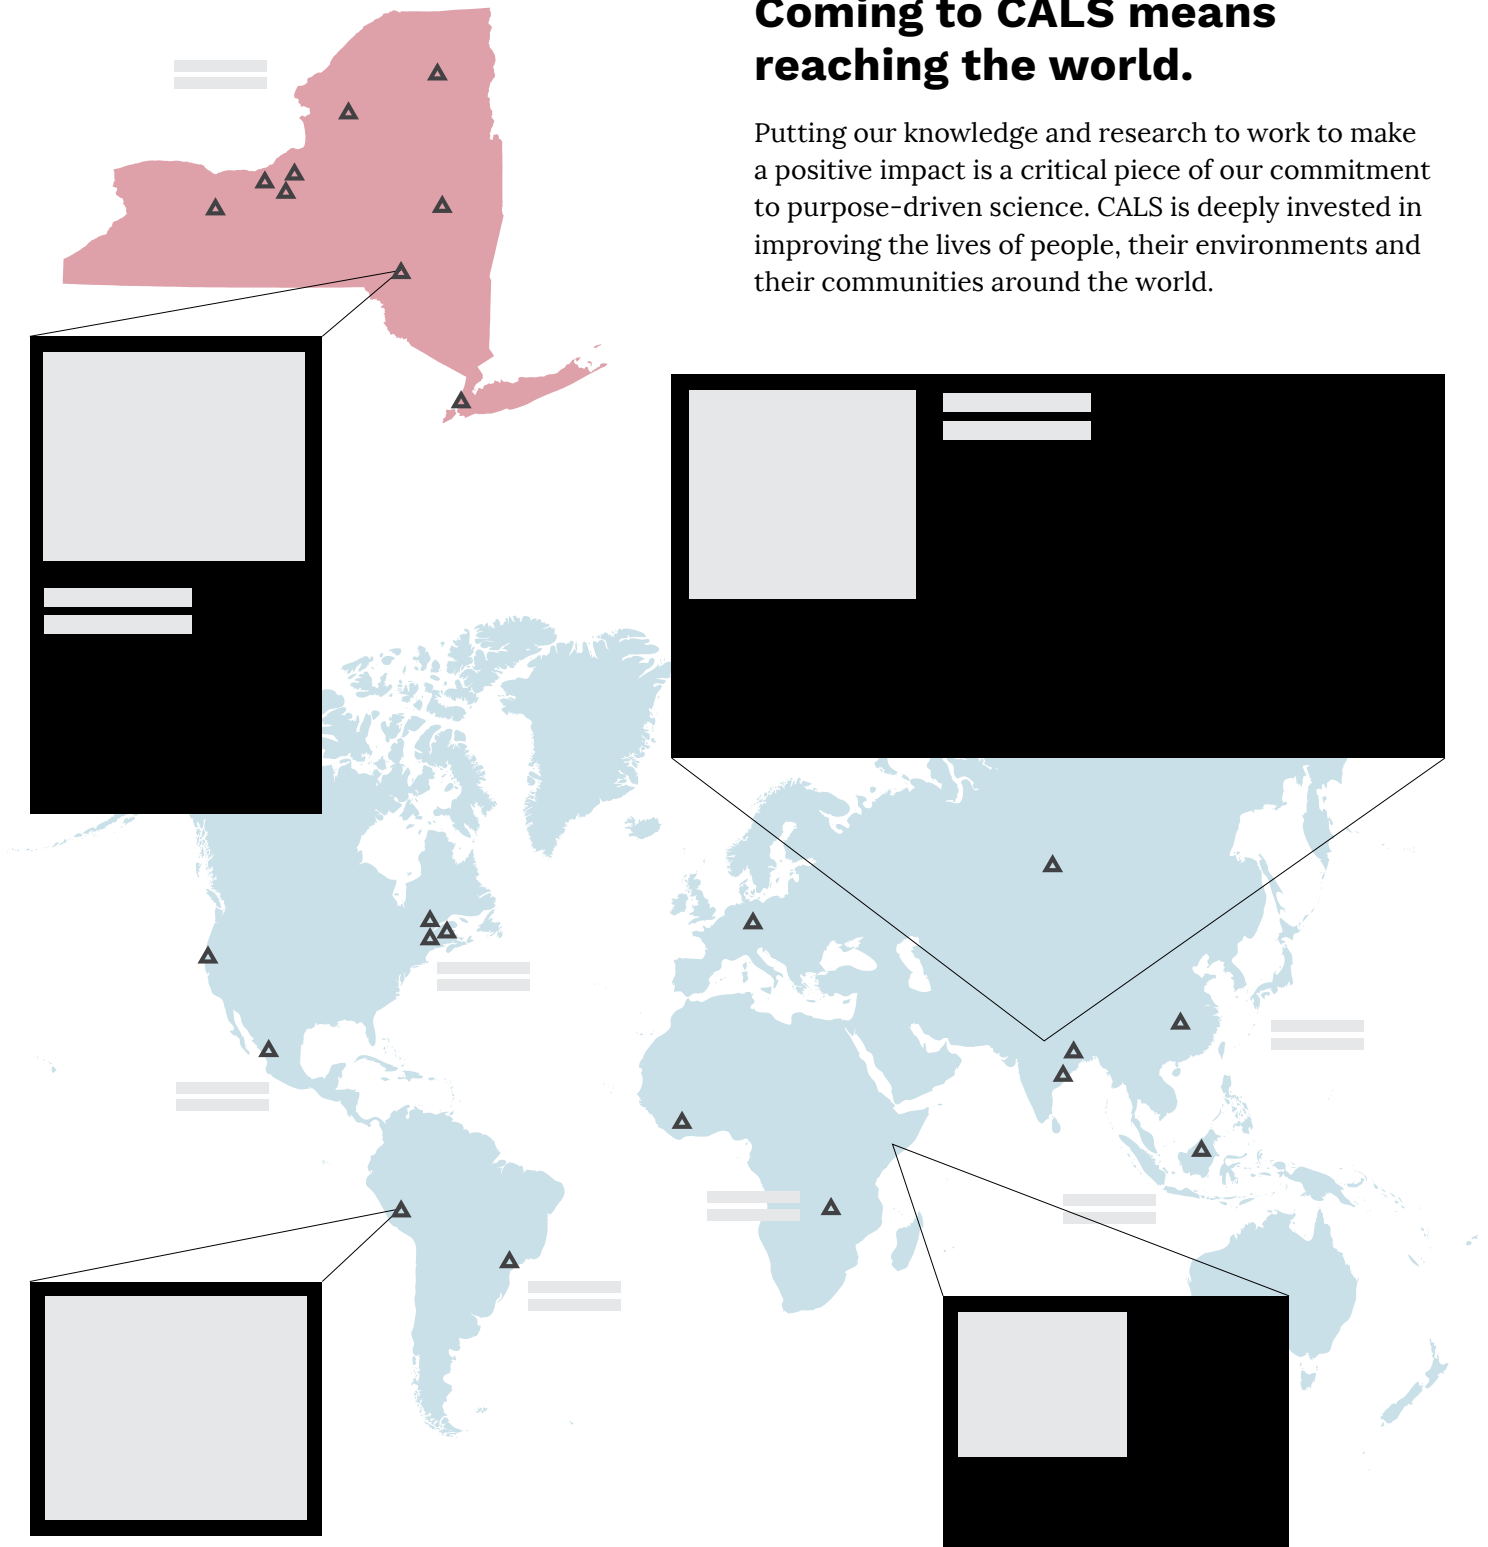 Coming to CALS means
reaching the world.
Putting our knowledge and research to work to make
a positive impact is a critical piece of our commitment
to purpose-driven science. CALS is deeply invested in
improving the lives of people, their environments and
their communities around the world.